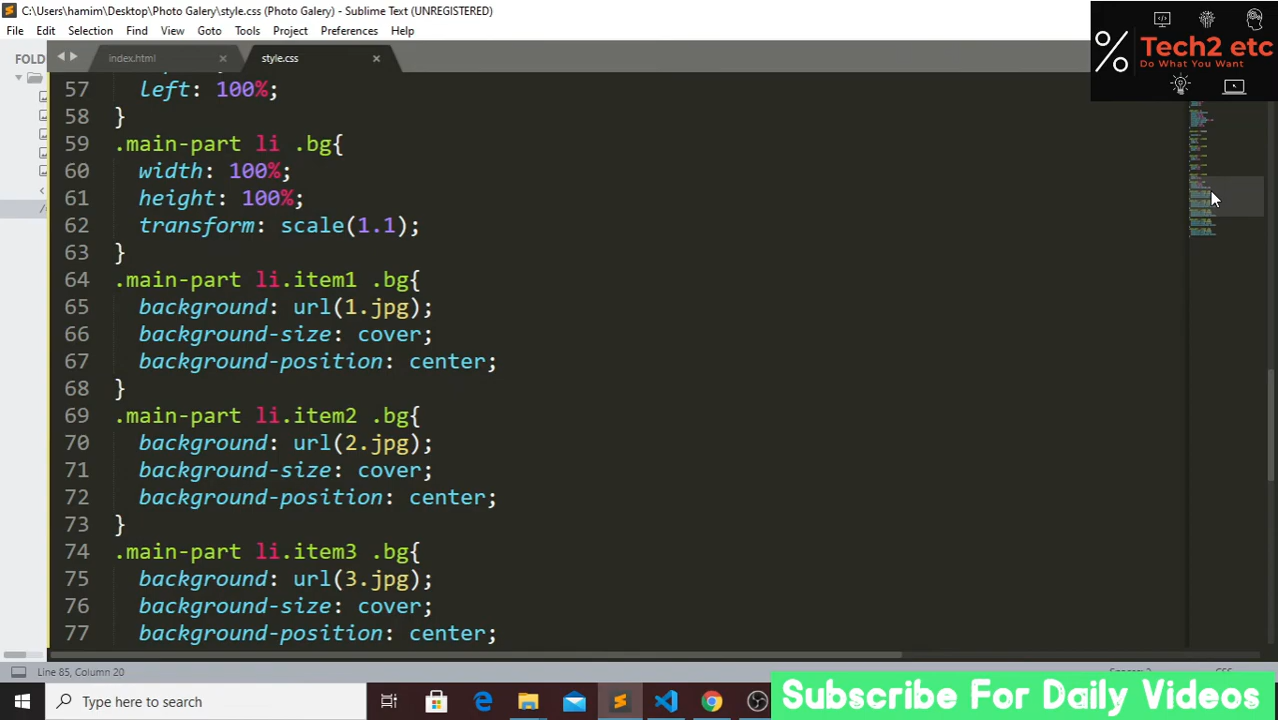 C:\Users\hamim\Desktop\Photo Galery\style.css (Photo Galery) - Sublime Text (UNREGISTERED)
File Edit Selection Find View Goto Tools Project Preferences Help
Tech2 etc
Do What You Want
FOLD
index.html
style.css
57 left: 100%;
58 }
59 .main-part li .bg{
60 width: 100%;
61 height: 100%;
62 transform: scale(1.1);
63 }
64 .main-part li.item1 .bg{
65 background: url(1.jpg);
66 background-size: cover;
67 background-position: center;
68 }
69 .main-part li.item2 .bg{
70 background: url(2.jpg);
71 background-size: cover;
72 background-position: center;
73 }
74 .main-part li.item3 .bg{
75 background: url(3.jpg);
76 background-size: cover;
77 background-position: center;
Line 85, Column 20
Type here to search
Subscribe For Daily Videos